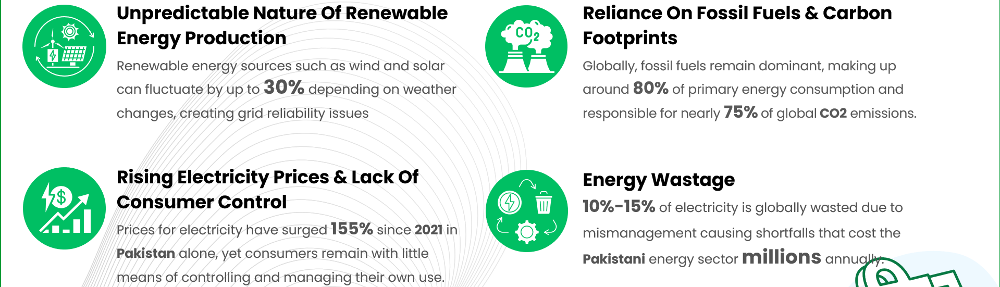 Unpredictable Nature Of Renewable
Energy Production
Renewable energy sources such as wind and solar
can fluctuate by up to 30% depending on weather
changes, creating grid reliability issues
CO2
Reliance On Fossil Fuels & Carbon
Footprints
Globally, fossil fuels remain dominant, making up
around 80% of primary energy consumption and
responsible for nearly 75% of global CO2 emissions.
$
Rising Electricity Prices & Lack Of
Consumer Control
Prices for electricity have surged 155% since 2021 in
Pakistan alone, yet consumers remain with little
means of controlling and managing their own use.
Energy Wastage
10%-15% of electricity is globally wasted due to
mismanagement causing shortfalls that cost the
Pakistani energy sector millions annually.